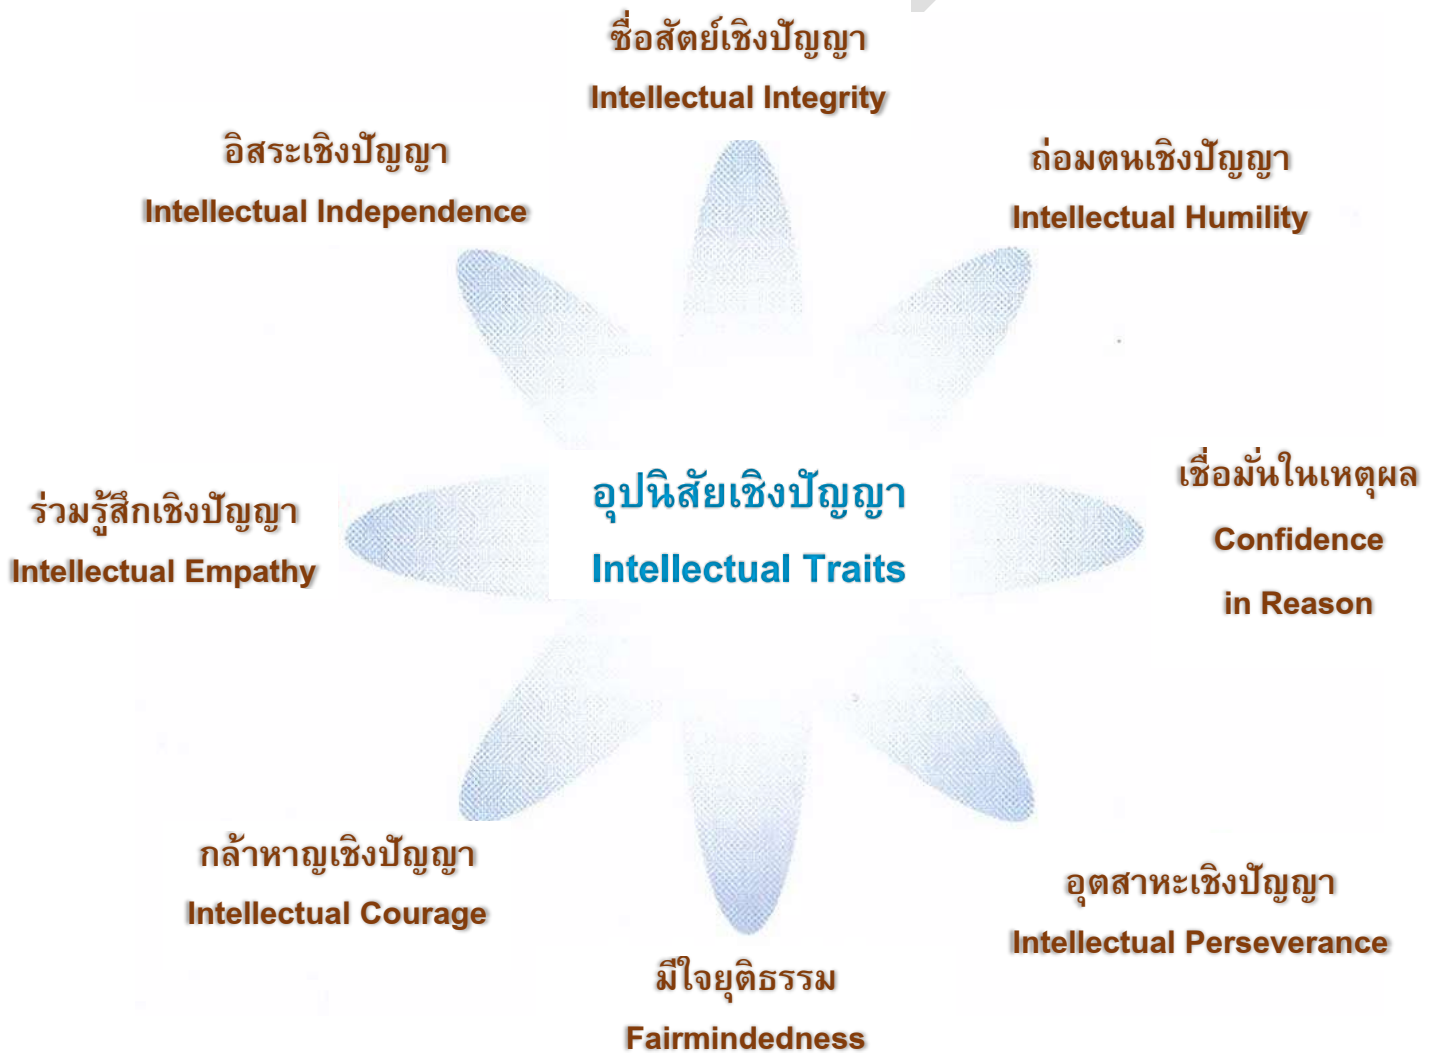 ซื่อสัตย์เชิงปัญญา
Intellectual Integrity
อิสระเชิงปัญญา
Intellectual Independence
ถ่อมตนเชิงปัญญา
Intellectual Humility
ร่วมรู้สึกเชิงปัญญา
Intellectual Empathy
อุปนิสัยเชิงปัญญา
Intellectual Traits
เชื่อมั่นในเหตุผล
Confidence
in Reason
กล้าหาญเชิงปัญญา
Intellectual Courage
อุตสาหะเชิงปัญญา
Intellectual Perseverance
มีใจยุติธรรม
Fairmindedness